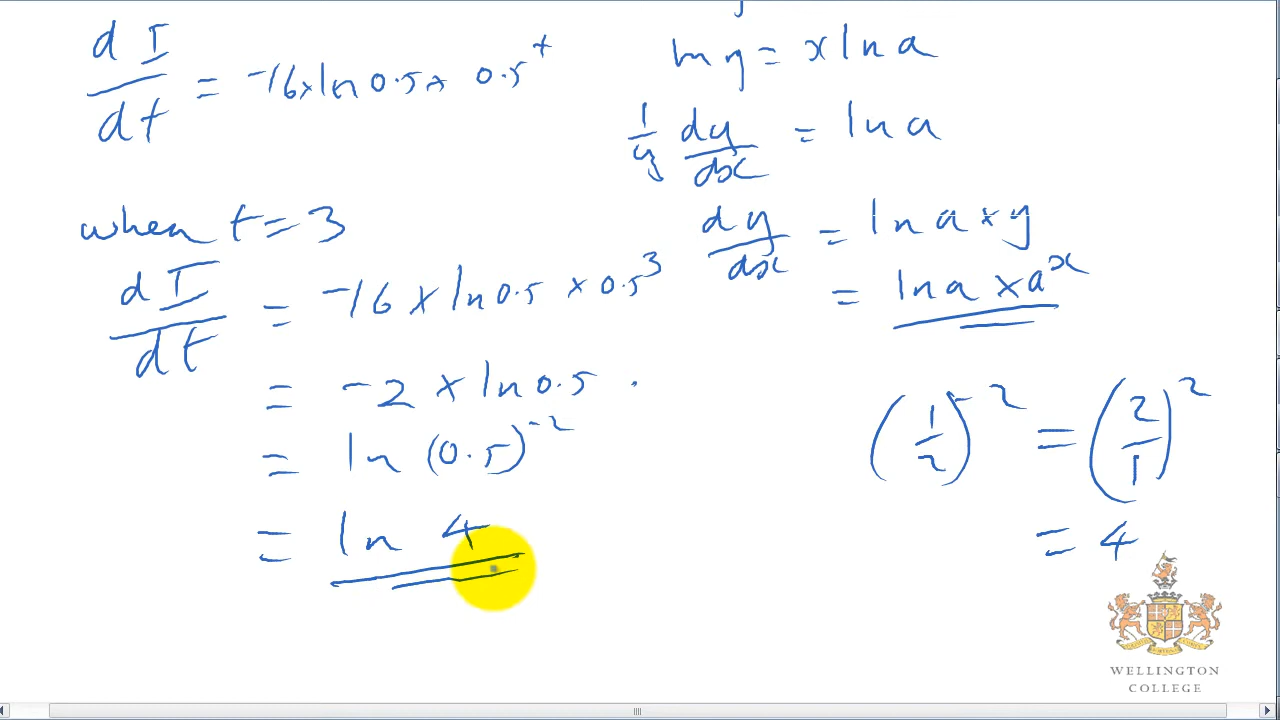 dI/dt = -16 × ln 0.5 × 0.5^t
when t = 3
dI/dt = -16 × ln 0.5 × 0.5^3
= -2 × ln 0.5 .
= ln (0.5)^-2
= ln 4
ln y = x ln a
1/y dy/dx = ln a
dy/dx = ln a × y
= ln a × a^x
(1/2)^-2 = (2/1)^2
= 4
WELLINGTON
COLLEGE